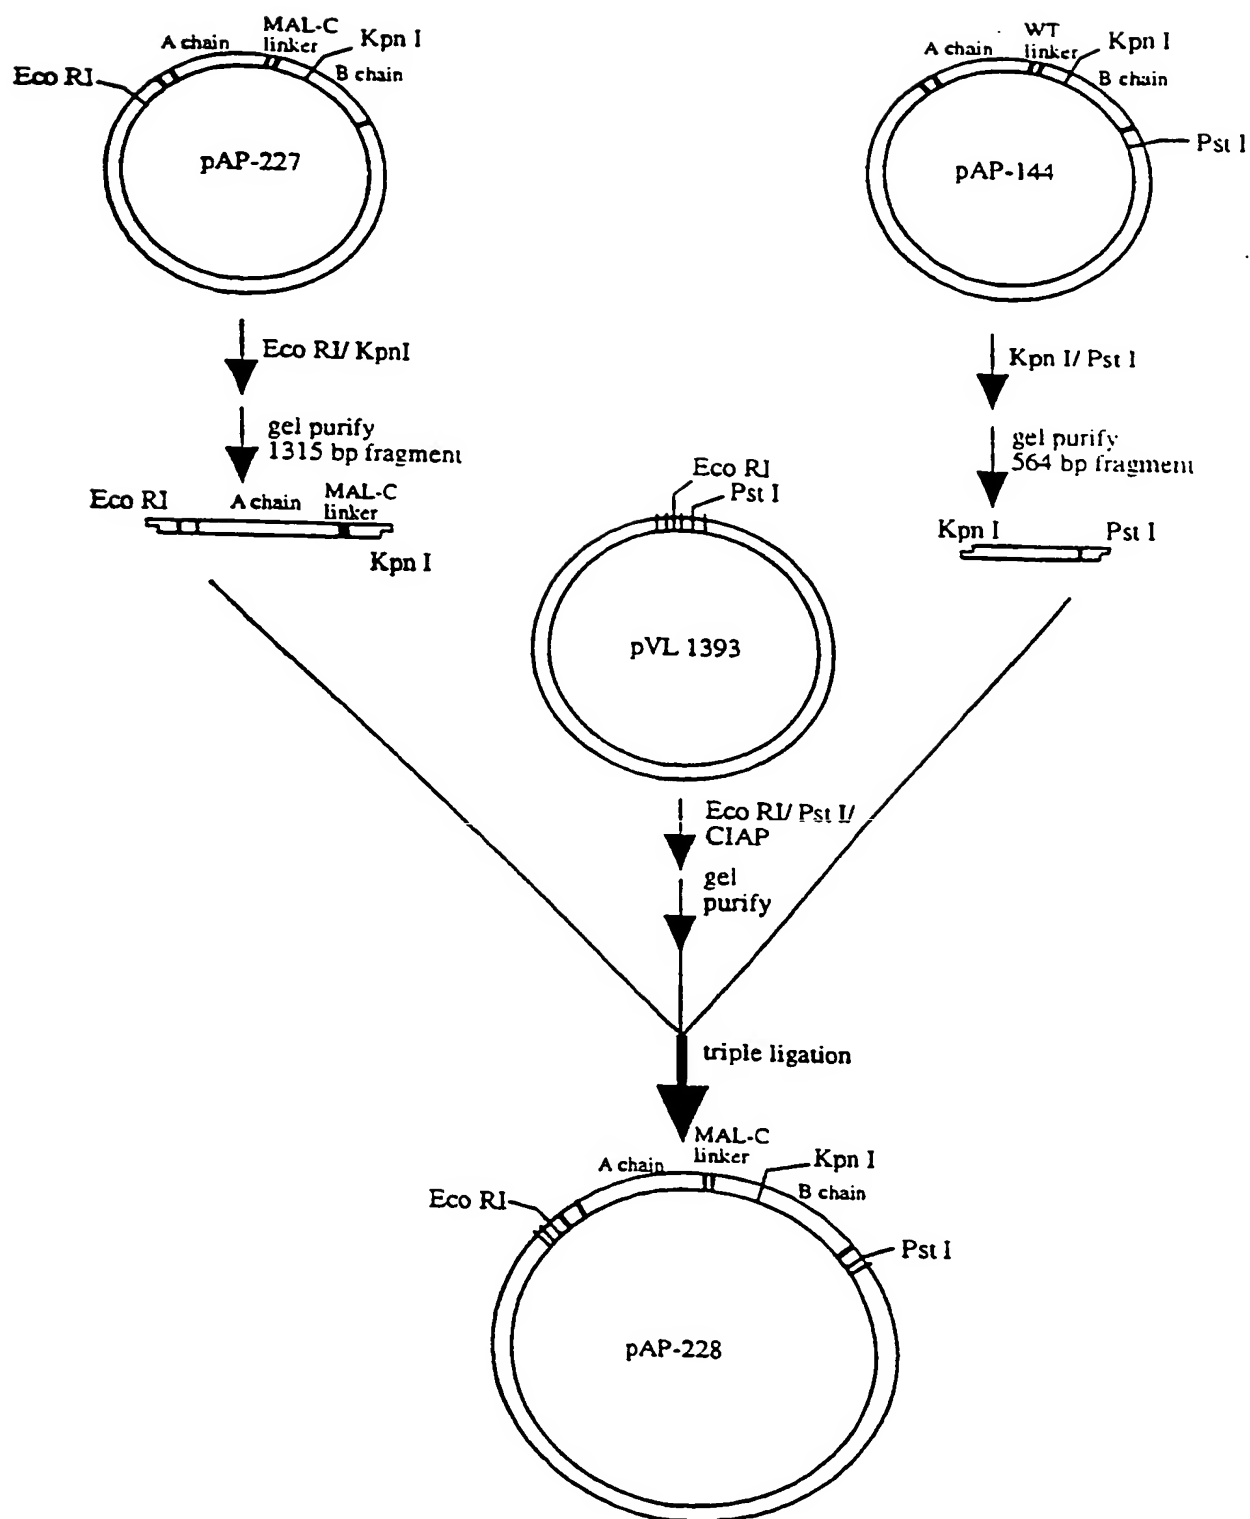 A chain
MAL-C
linker
Kpn I
Eco RI
B chain
pAP-227
Eco RI/ KpnI
gel purify
1315 bp fragment
Eco RI
A chain
MAL-C
linker
Kpn I
A chain
WT
linker
Kpn I
B chain
Pst I
pAP-144
Kpn I/ Pst I
gel purify
564 bp fragment
Kpn I
Pst I
Eco RI
Pst I
pVL 1393
Eco RI/ Pst I/
CIAP
gel
purify
triple ligation
MAL-C
linker
A chain
Kpn I
B chain
Eco RI
Pst I
pAP-228